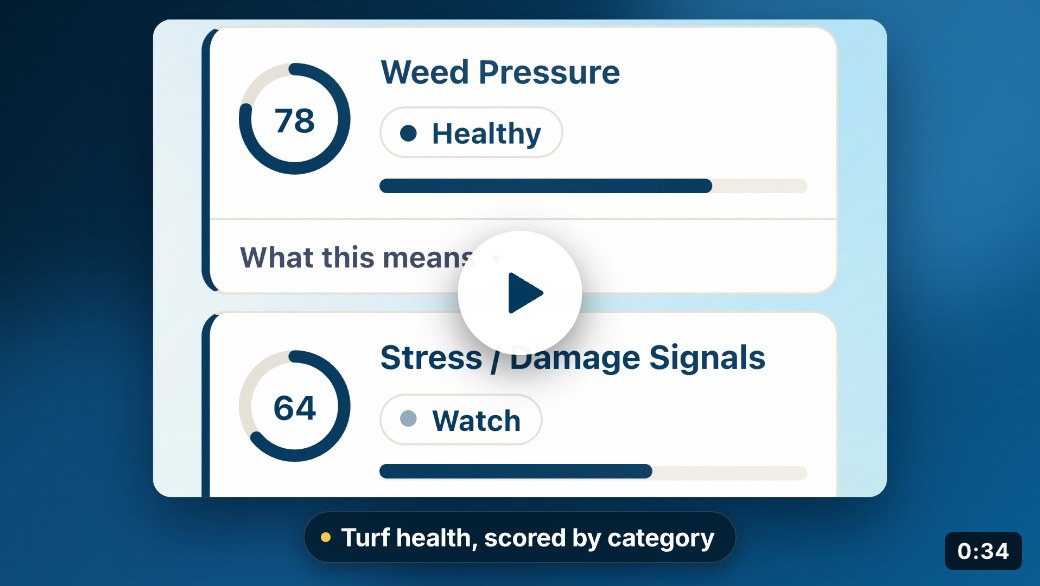 Weed Pressure
78
Healthy
What this means
Stress / Damage Signals
64
Watch
Turf health, scored by category
0:34